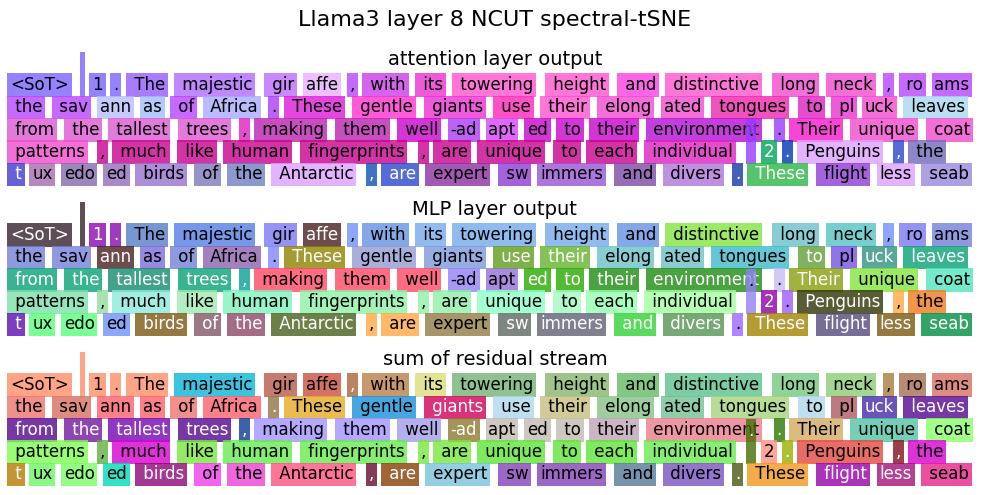 Llama3 layer 8 NCUT spectral-tSNE
attention layer output
<SoT> 1 . The majestic gir affe , with its towering height and distinctive long neck , ro ams
the sav ann as of Africa . These gentle giants use their elong ated tongues to pl uck leaves
from the tallest trees , making them well -ad apt ed to their environment . Their unique coat
patterns , much like human fingerprints , are unique to each individual 2 . Penguins , the
t ux edo ed birds of the Antarctic , are expert sw immers and divers . These flight less seab
MLP layer output
<SoT> 1 . The majestic gir affe , with its towering height and distinctive long neck , ro ams
the sav ann as of Africa . These gentle giants use their elong ated tongues to pl uck leaves
from the tallest trees , making them well -ad apt ed to their environment . Their unique coat
patterns , much like human fingerprints , are unique to each individual 2 . Penguins , the
t ux edo ed birds of the Antarctic , are expert sw immers and divers . These flight less seab
sum of residual stream
<SoT> 1 . The majestic gir affe , with its towering height and distinctive long neck , ro ams
the sav ann as of Africa . These gentle giants use their elong ated tongues to pl uck leaves
from the tallest trees , making them well -ad apt ed to their environment . Their unique coat
patterns , much like human fingerprints , are unique to each individual 2 . Penguins , the
t ux edo ed birds of the Antarctic , are expert sw immers and divers . These flight less seab